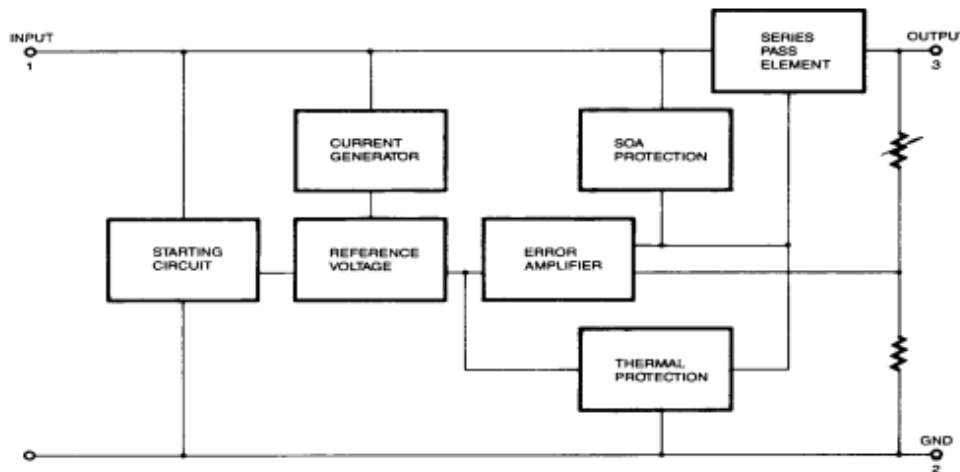 INPUT
1
SERIES
PASS
ELEMENT
OUTPUT
3
CURRENT
GENERATOR
SOA
PROTECTION
STARTING
CIRCUIT
REFERENCE
VOLTAGE
ERROR
AMPLIFIER
THERMAL
PROTECTION
GND
2